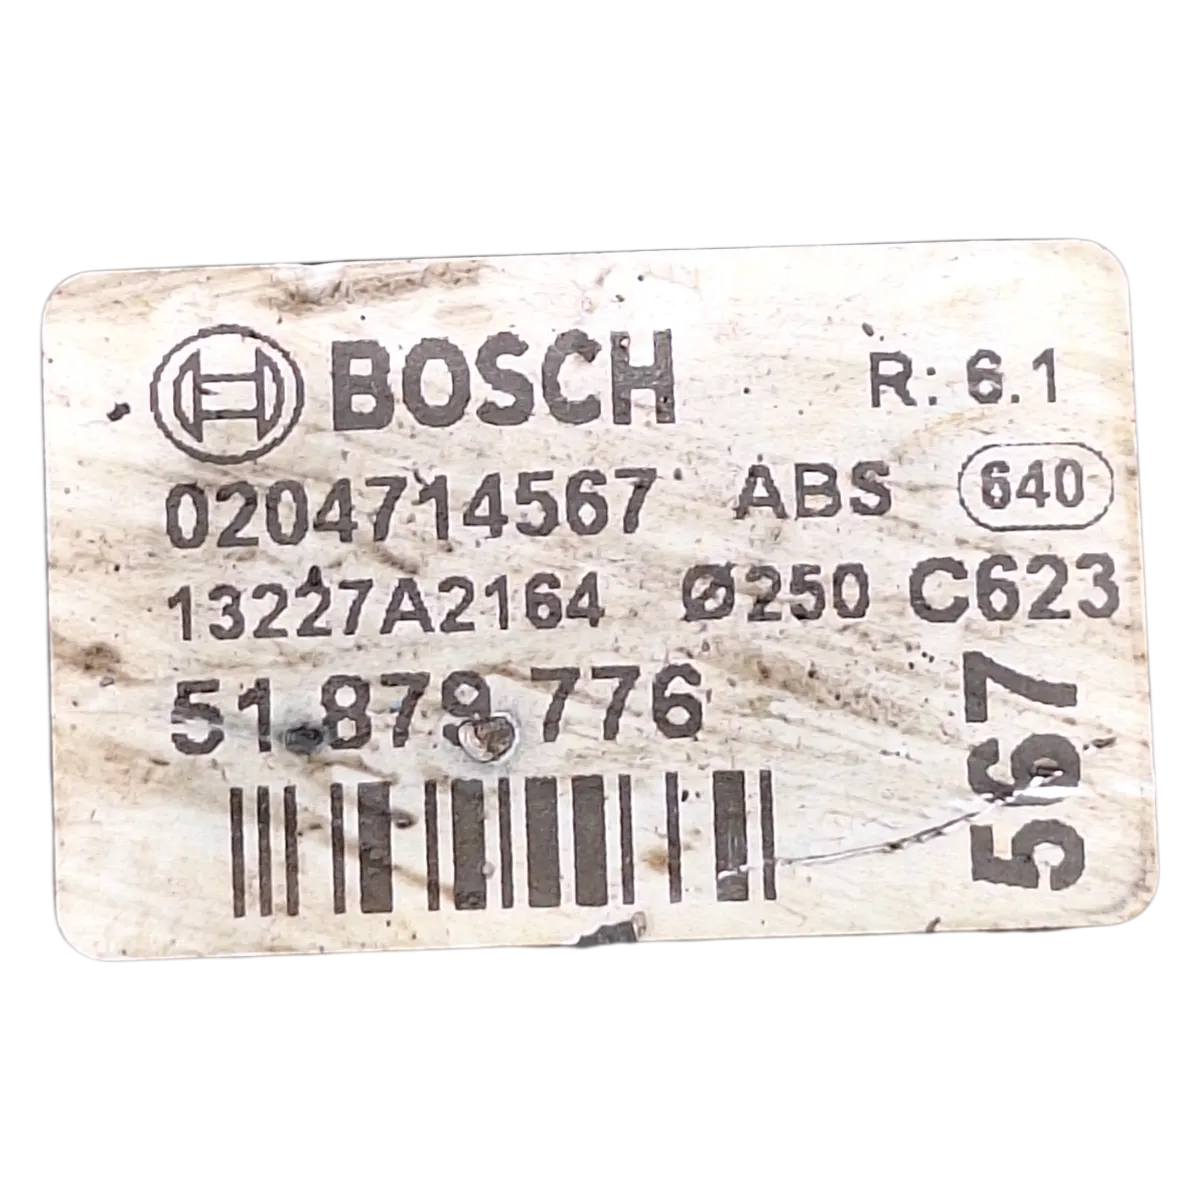 BOSCH R: 6.1
0204714567 ABS 640
13227A2164 Ø250 C623
51 879 776
567